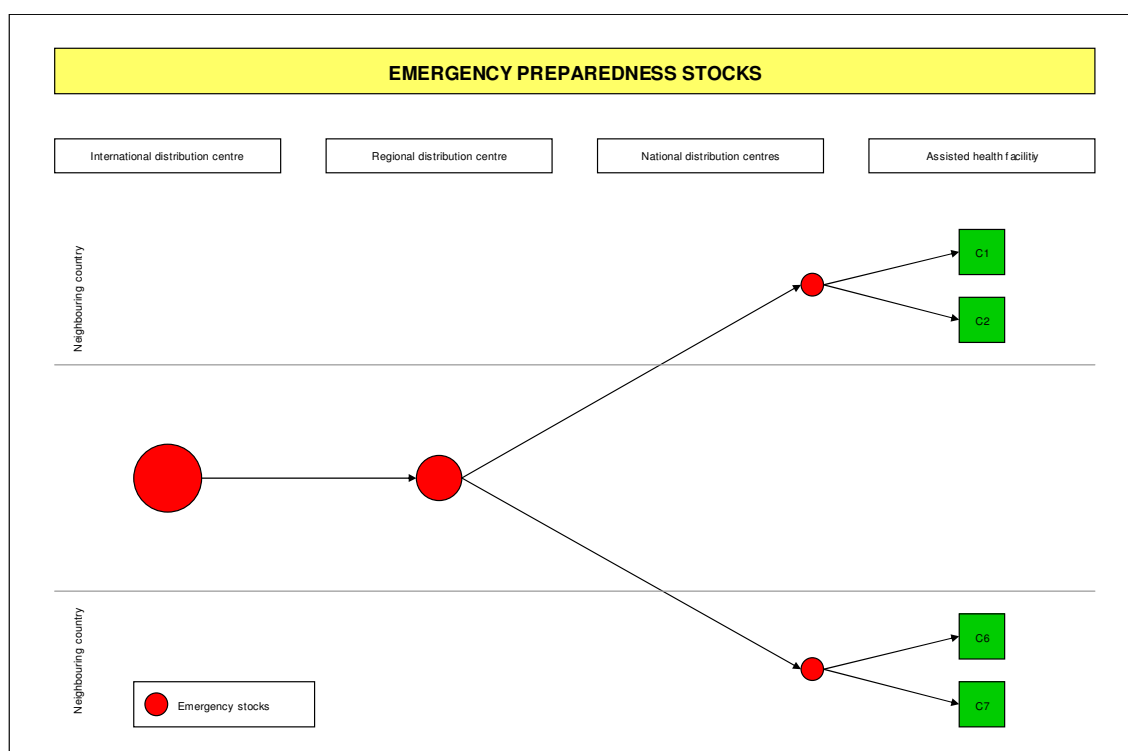 EMERGENCY PREPAREDNESS STOCKS
International distribution centre
Regional distribution centre
National distribution centres
Assisted health facilitiy
Neighbouring country
C1
C2
Neighbouring country
C6
C7
Emergency stocks